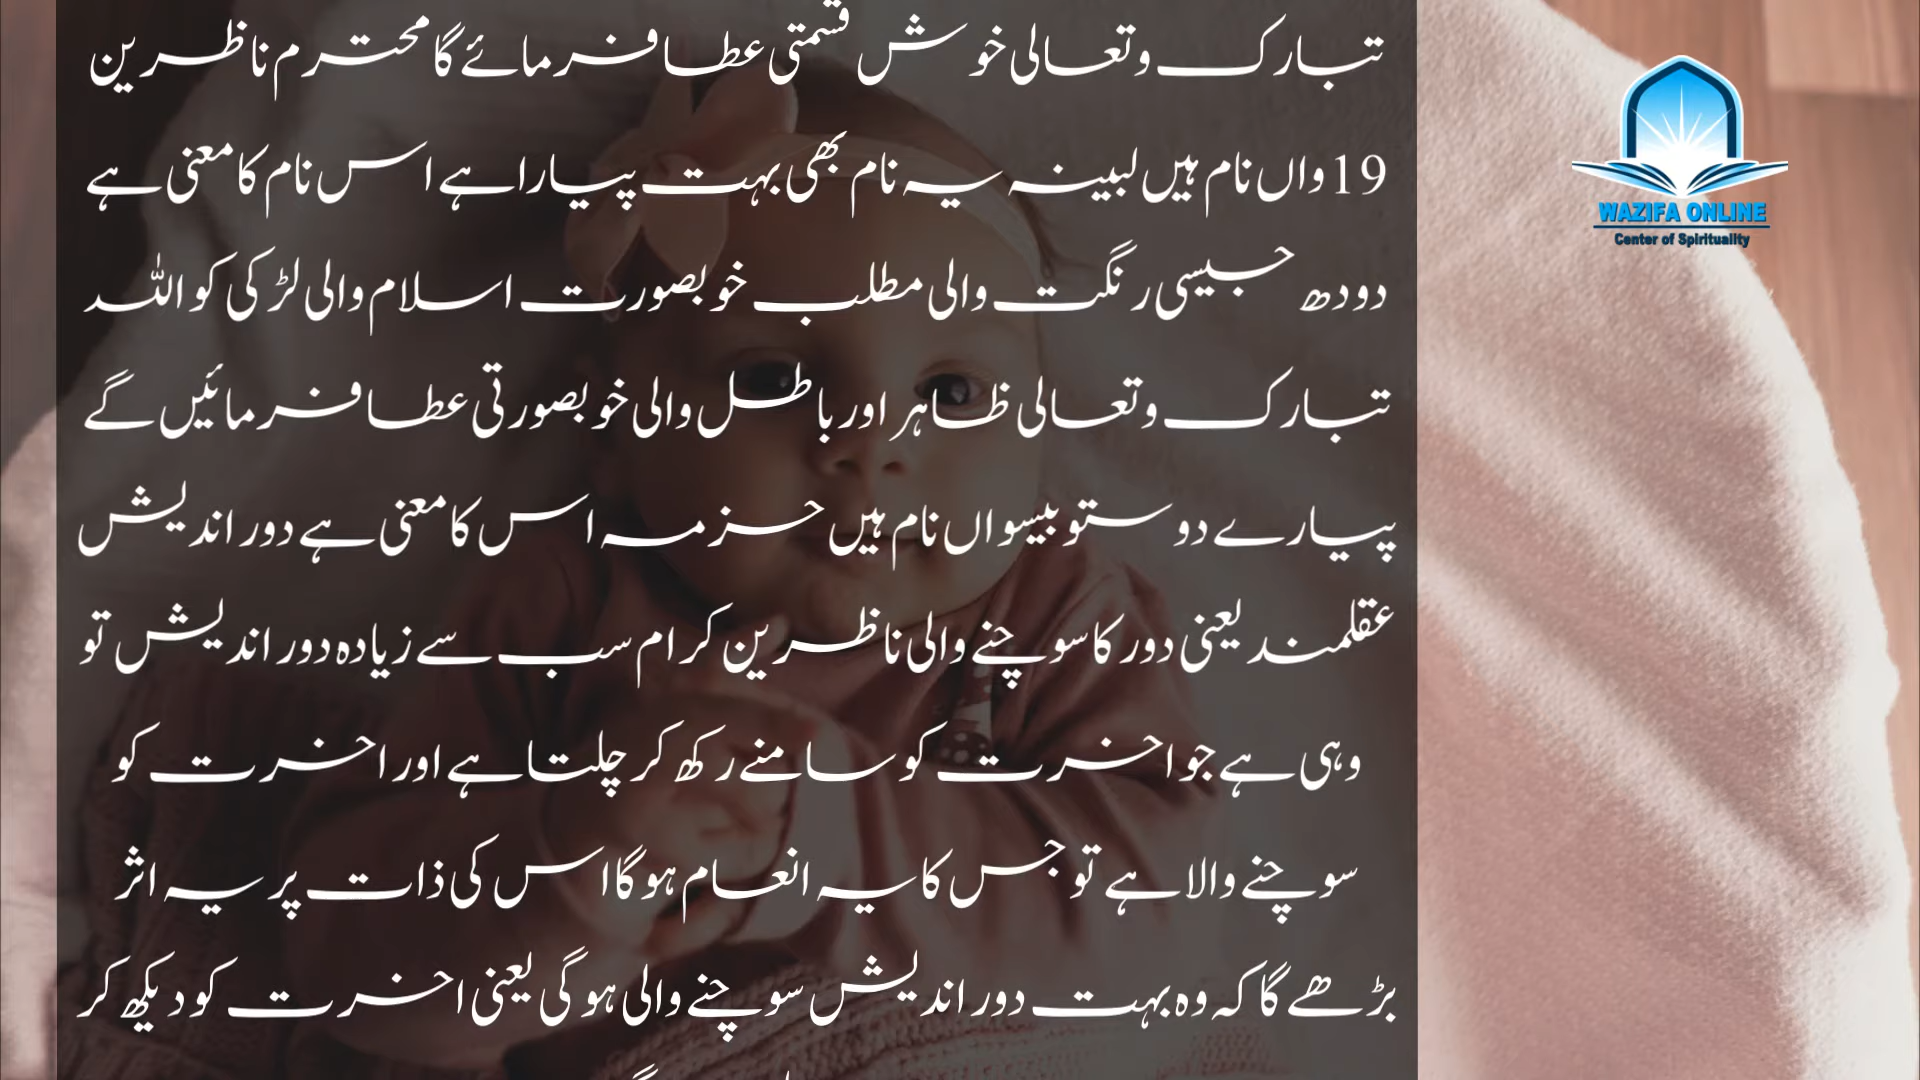 تبارک وتعالی خوش قسمتی عطا فرمائے گا محترم ناظرین
19 واں نام ہیں لبینہ یہ نام بھی بہت پیارا ہے اس نام کا معنی ہے
دودھ جیسی رنگت والی مطلب خوبصورت اسلام والی لڑکی کو اللہ
تبارک وتعالی ظاہر اور باطل والی خوبصورتی عطا فرمائیں گے
پیارے دوستو بیسواں نام ہیں حزمہ اس کا معنی ہے دور اندیش
عقلمند یعنی دور کا سوچنے والی ناظرین کرام سب سے زیادہ دور اندیش تو
وہی ہے جو اخرت کو سامنے رکھ کر چلتا ہے اور اخرت کو
سوچنے والا ہے تو جس کا یہ انعام ہوگا اس کی ذات پر یہ اثر
بڑھے گا کہ وہ بہت دور اندیش سوچنے والی ہوگی یعنی اخرت کو دیکھ کر
WAZIFA ONLINE
Center of Spirituality